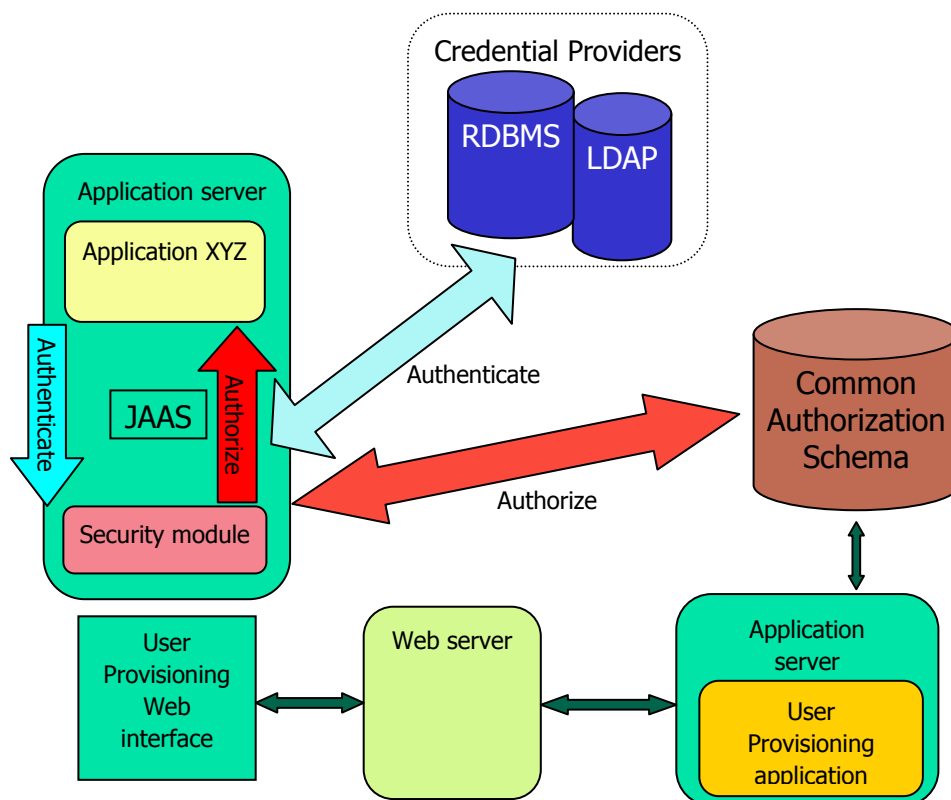 Credential Providers
RDBMS
LDAP
Application server
Application XYZ
Authenticate
JAAS
Authorize
Security module
Authenticate
Authorize
Common
Authorization
Schema
User
Provisioning
Web
interface
Web server
Application
server
User
Provisioning
application